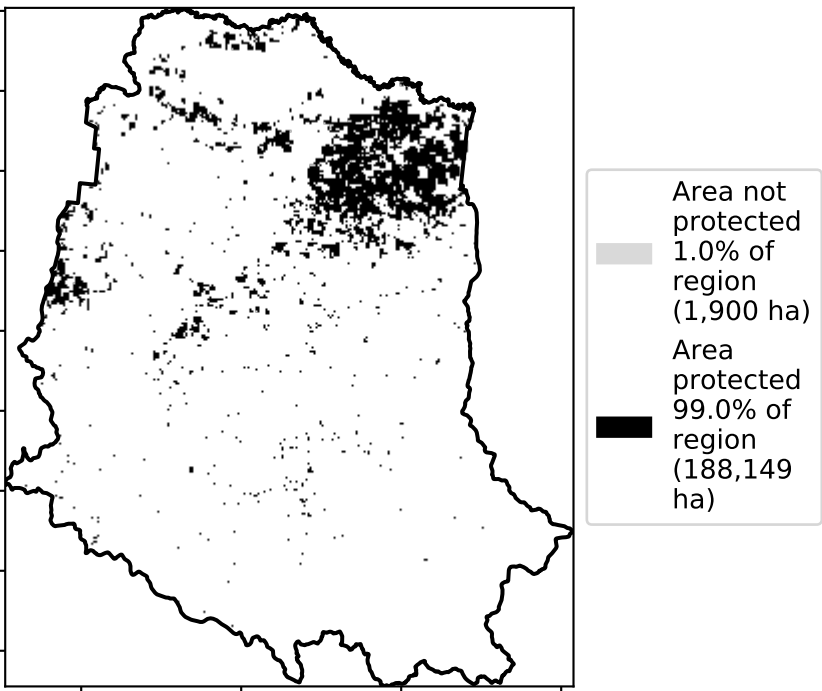 Area not
protected
1.0% of
region
(1,900 ha)
Area
protected
99.0% of
region
(188,149
ha)